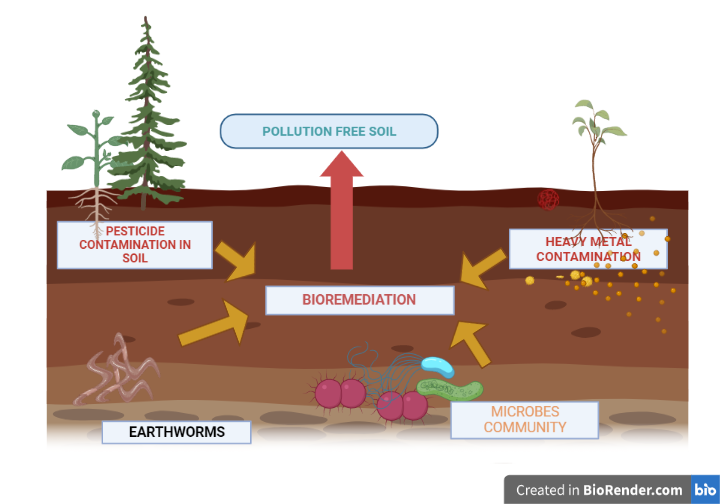 POLLUTION FREE SOIL
PESTICIDE
CONTAMINATION IN
SOIL
HEAVY METAL
CONTAMINATION
BIOREMEDIATION
MICROBES
COMMUNITY
EARTHWORMS
Created in BioRender.com bio